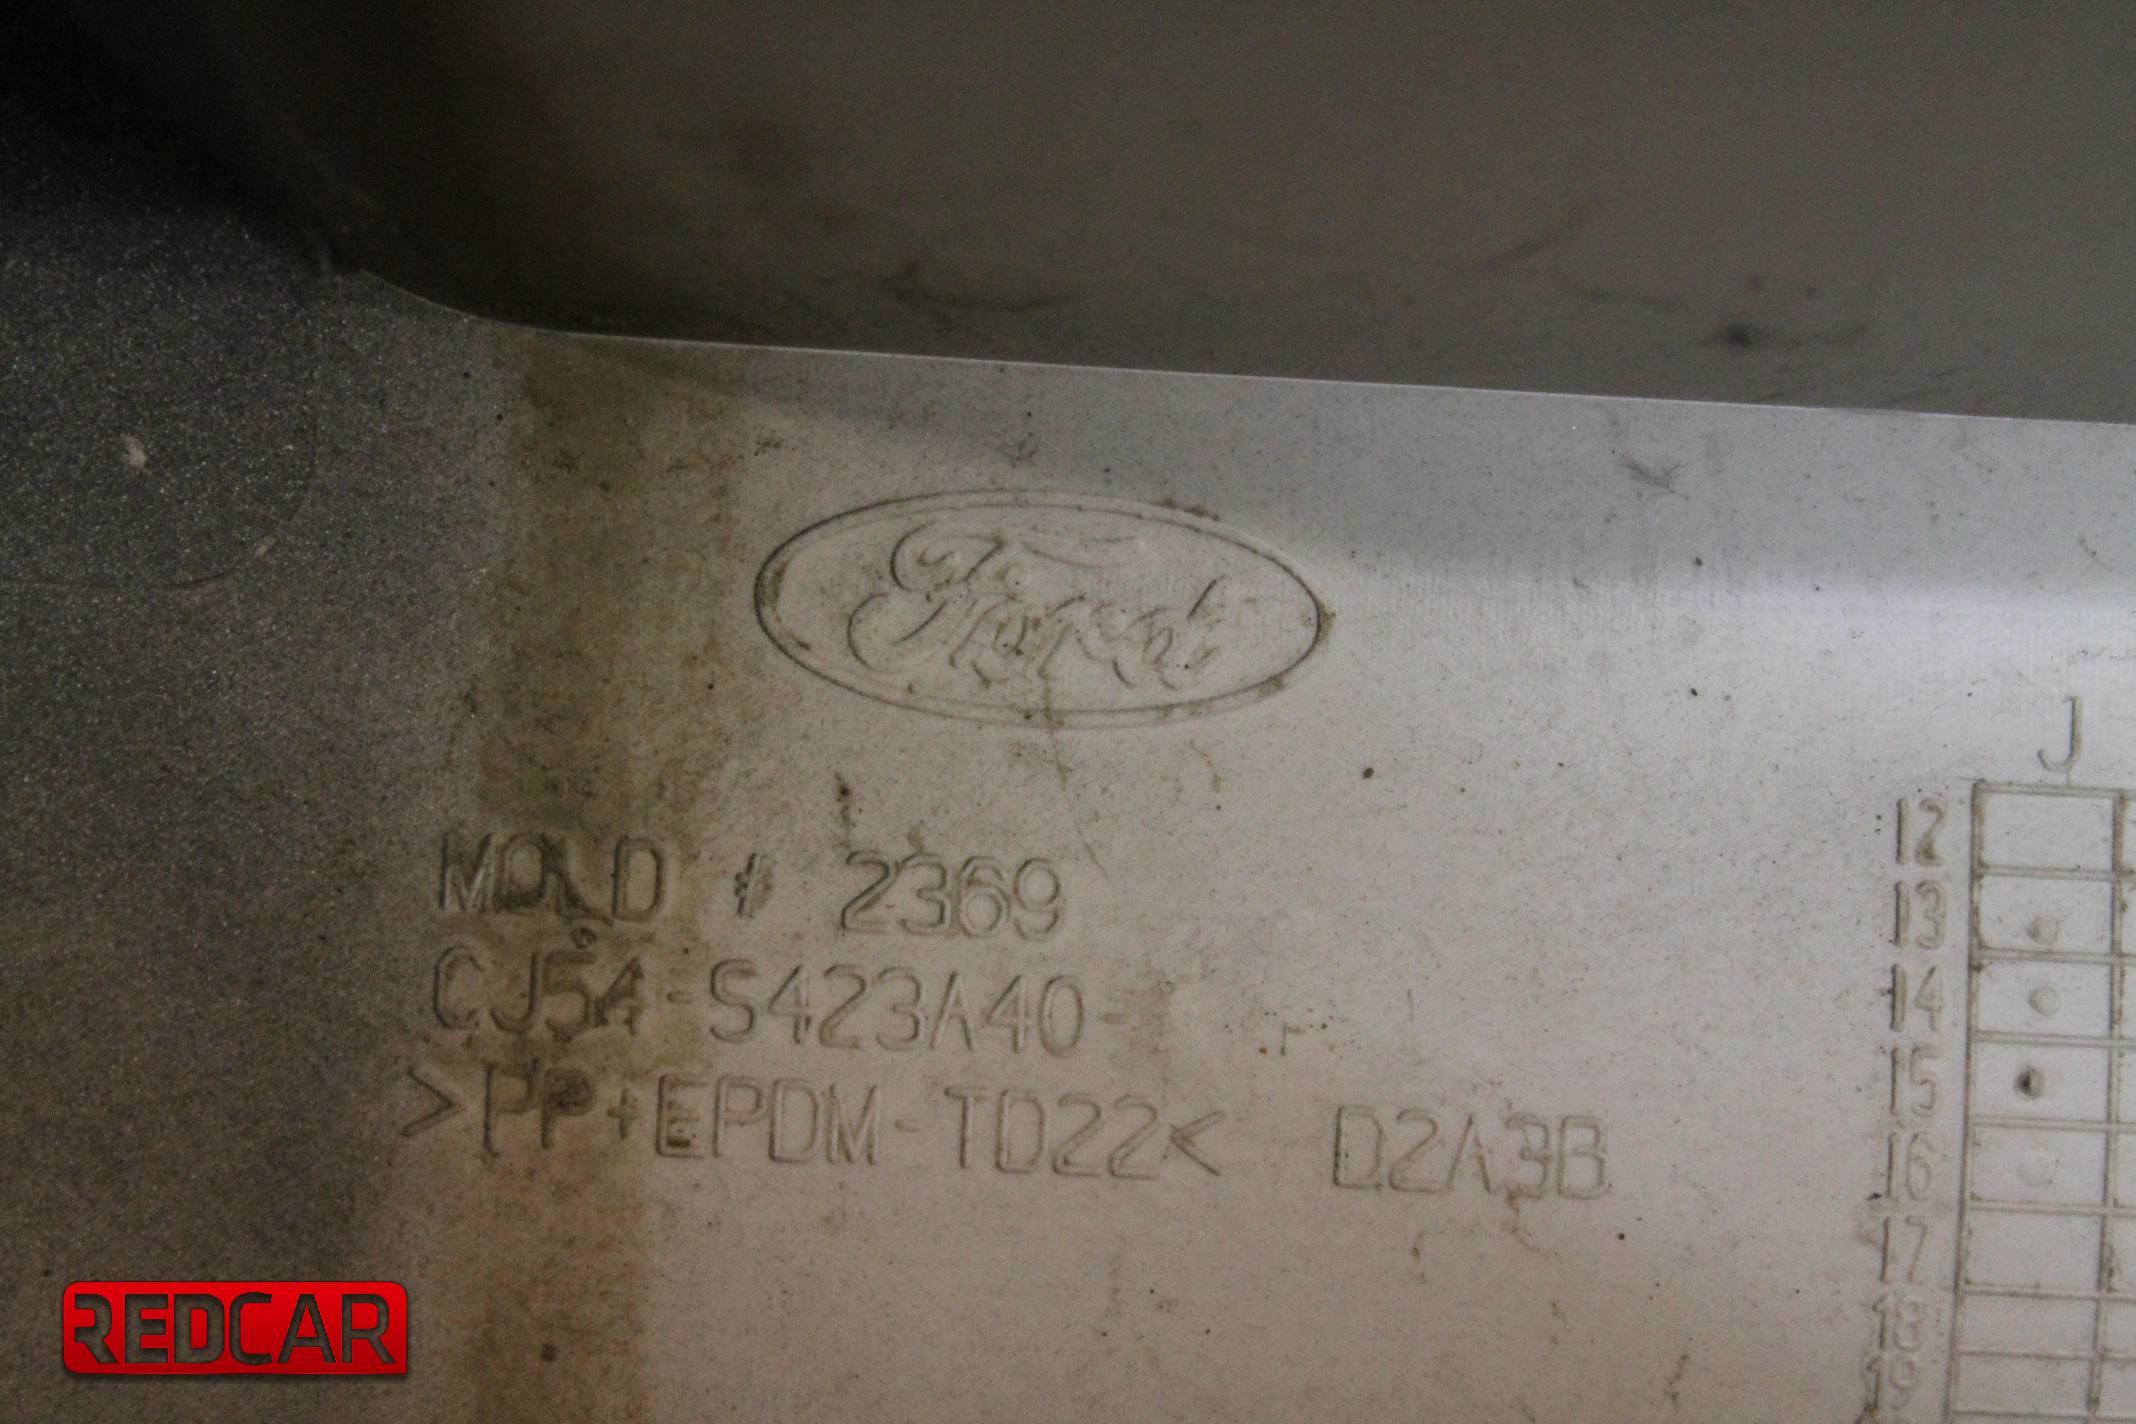 Ford
MOLD # 2369
CJ54-S423A40-
>PP+EPDM-TD22< D2A3B
J
12
13
14
15
16
17
18
19
REDCAR